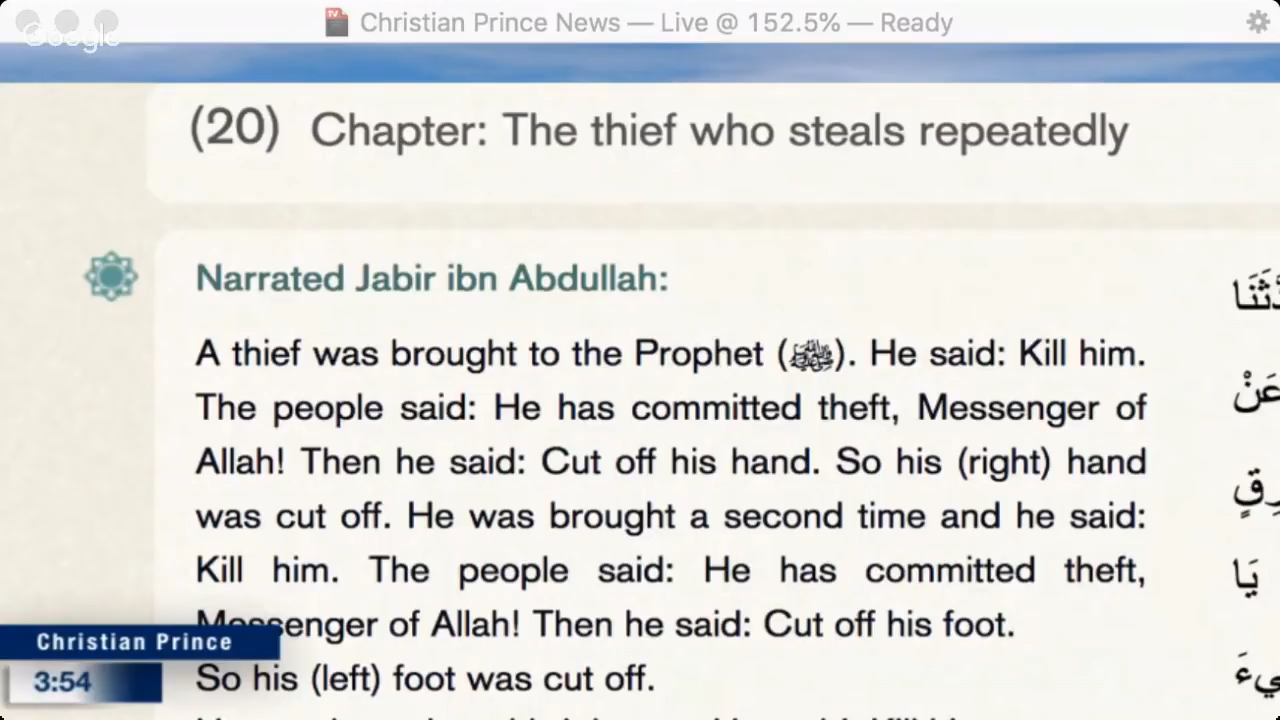 Christian Prince News — Live @ 152.5% — Ready
Google
(20) Chapter: The thief who steals repeatedly
Narrated Jabir ibn Abdullah:
A thief was brought to the Prophet (ﷺ). He said: Kill him.
The people said: He has committed theft, Messenger of
Allah! Then he said: Cut off his hand. So his (right) hand
was cut off. He was brought a second time and he said:
Kill him. The people said: He has committed theft,
Messenger of Allah! Then he said: Cut off his foot.
So his (left) foot was cut off.
عَنْ
يَا
Christian Prince
3:54